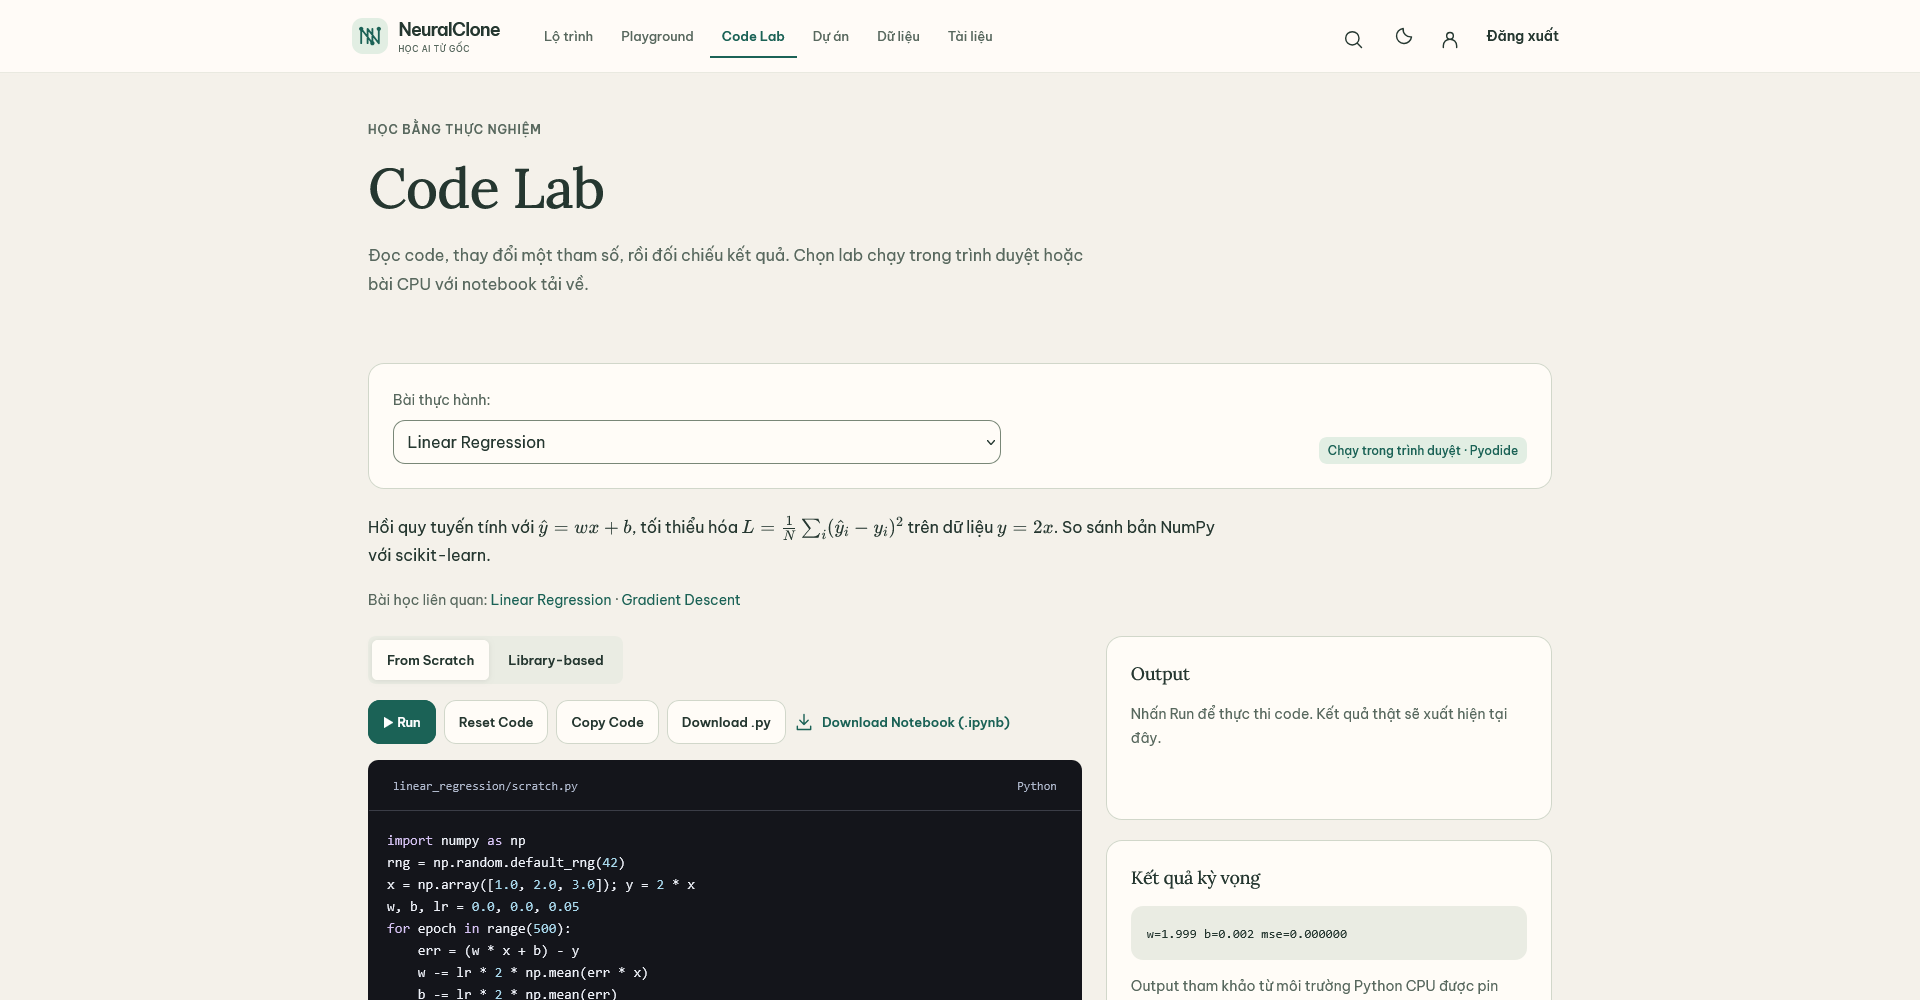 NeuralClone
HỌC AI TỪ GỐC
Lộ trình
Playground
Code Lab
Dự án
Dữ liệu
Tài liệu
Đăng xuất
HỌC BẰNG THỰC NGHIỆM
Code Lab
Đọc code, thay đổi một tham số, rồi đối chiếu kết quả. Chọn lab chạy trong trình duyệt hoặc
bài CPU với notebook tải về.
Bài thực hành:
Linear Regression
Chạy trong trình duyệt · Pyodide
Hồi quy tuyến tính với ŷ = wx + b, tối thiểu hóa L = 1/N ∑ᵢ(ŷᵢ − yᵢ)² trên dữ liệu y = 2x. So sánh bản NumPy
với scikit-learn.
Bài học liên quan: Linear Regression · Gradient Descent
From Scratch
Library-based
▶ Run
Reset Code
Copy Code
Download .py
Download Notebook (.ipynb)
linear_regression/scratch.py
Python
import numpy as np
rng = np.random.default_rng(42)
x = np.array([1.0, 2.0, 3.0]); y = 2 * x
w, b, lr = 0.0, 0.0, 0.05
for epoch in range(500):
    err = (w * x + b) - y
    w -= lr * 2 * np.mean(err * x)
    b -= lr * 2 * np.mean(err)
Output
Nhấn Run để thực thi code. Kết quả thật sẽ xuất hiện tại
đây.
Kết quả kỳ vọng
w=1.999 b=0.002 mse=0.000000
Output tham khảo từ môi trường Python CPU được pin